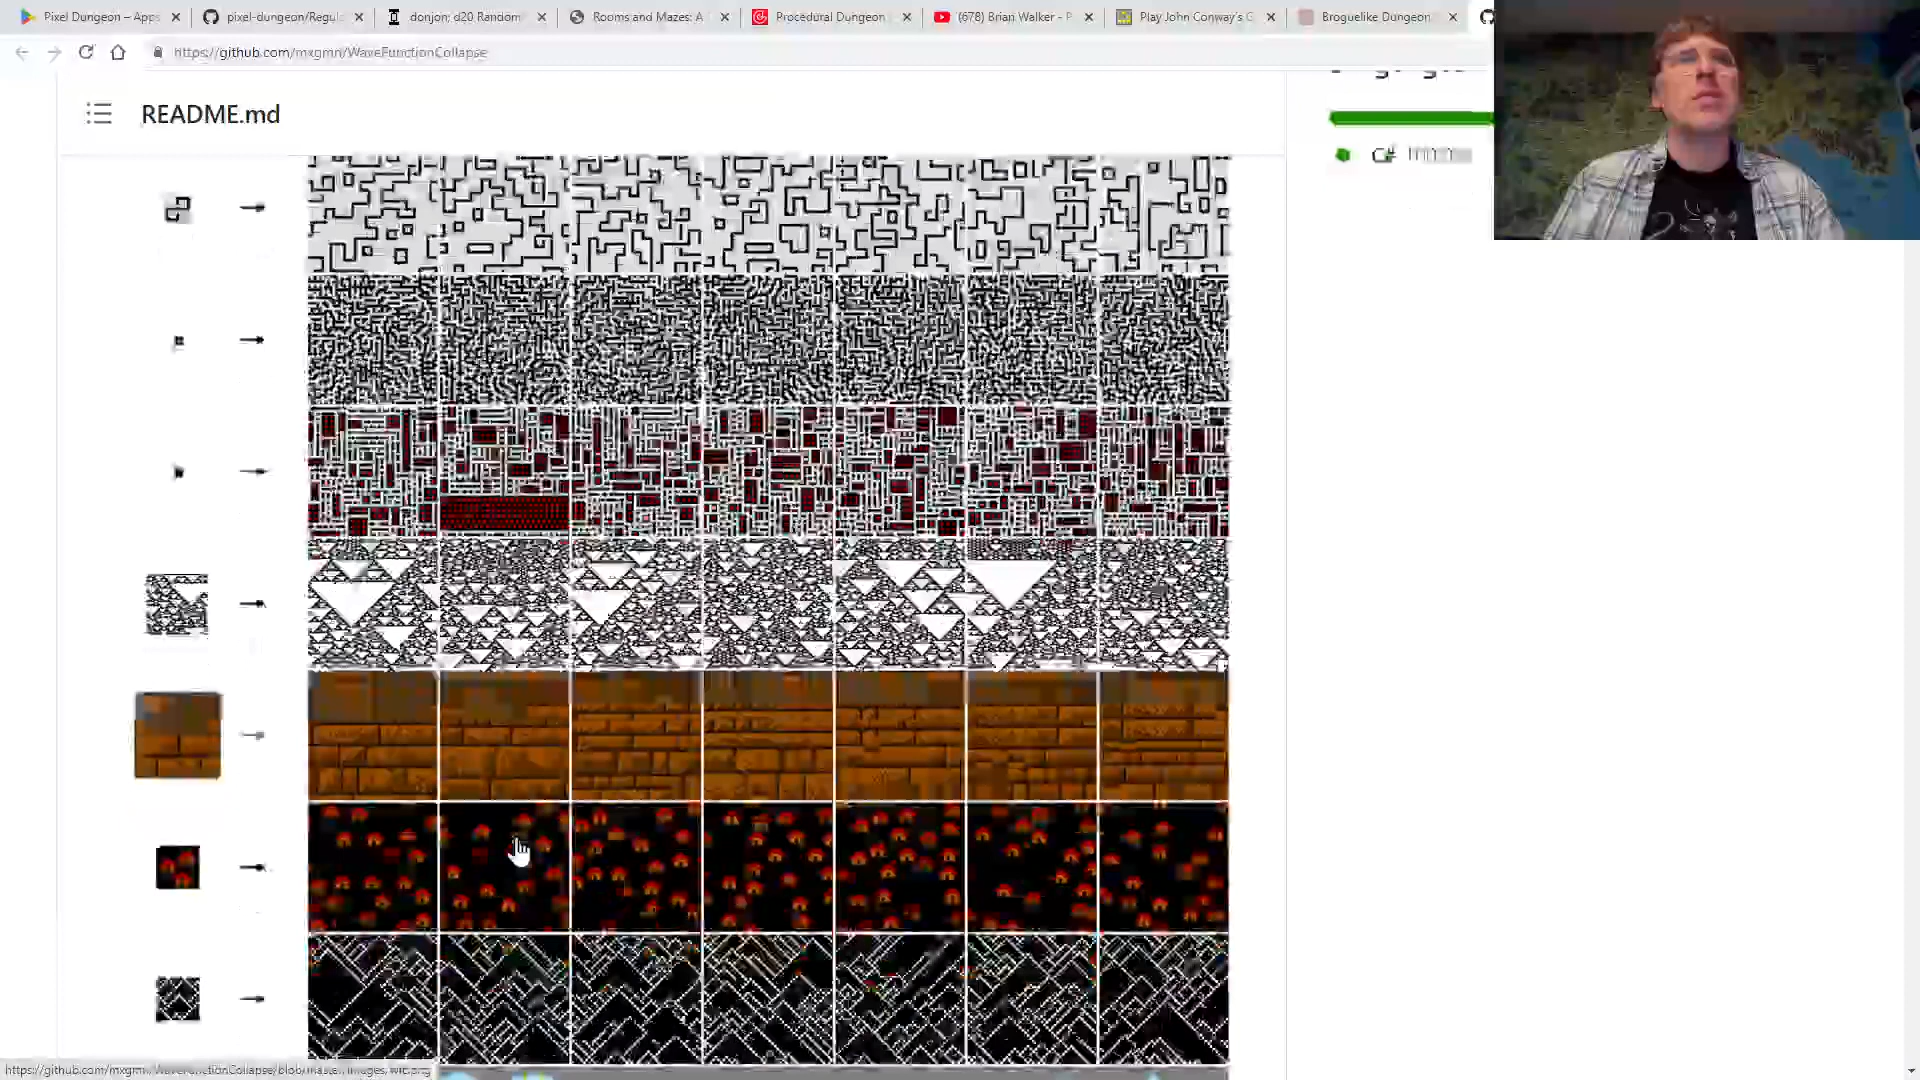 Pixel Dungeon – Apps
pixel-dungeon/Regul
donjon; d20 Random
Rooms and Mazes: A
Procedural Dungeon
(678) Brian Walker - P
Play John Conway's G
Broguelike Dungeon
https://github.com/mxgmn/WaveFunctionCollapse
README.md
C#